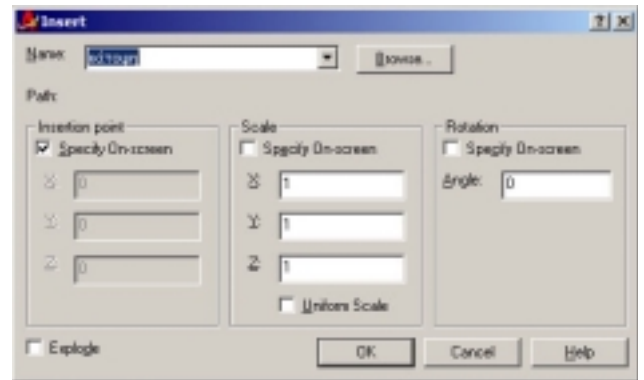 Insert
Name: Browse...
Path:
Insertion point
Specify On-screen
X: 0
Y: 0
Z: 0
Scale
Specify On-screen
X: 1
Y: 1
Z: 1
Uniform Scale
Rotation
Specify On-screen
Angle: 0
Explode
OK Cancel Help